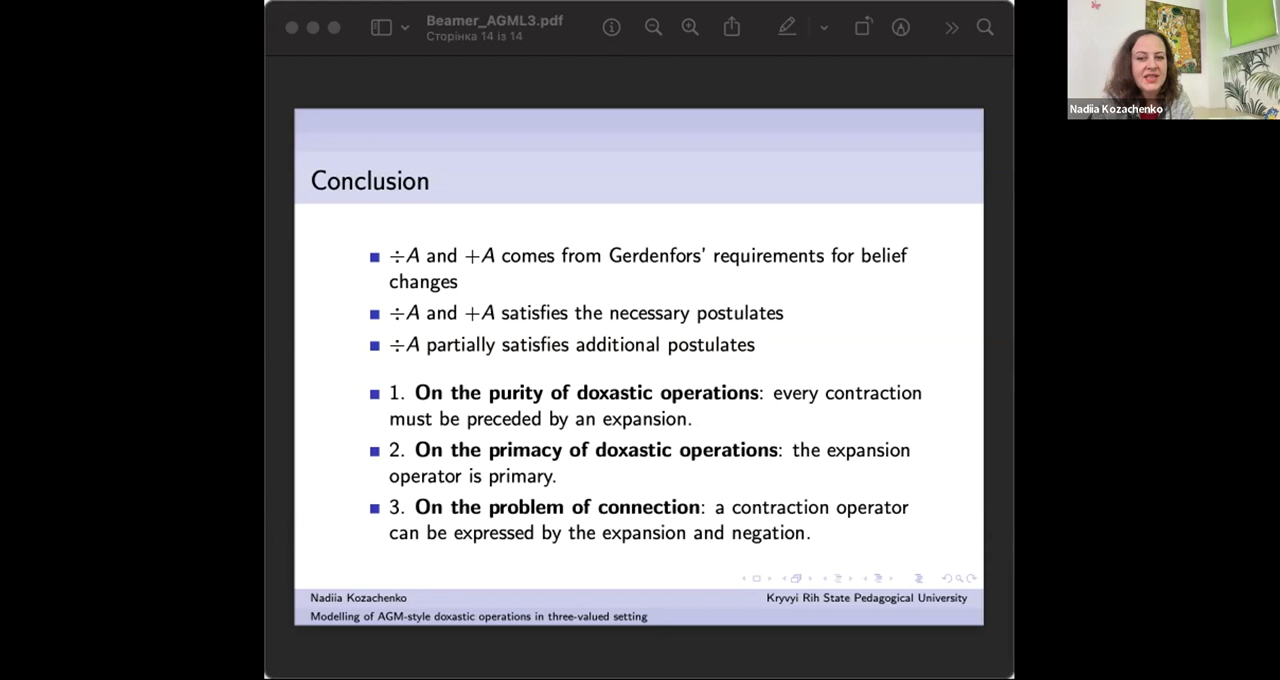 Beamer_AGML3.pdf
Сторінка 14 із 14
Nadiia Kozachenko
Conclusion
÷A and +A comes from Gerdenfors' requirements for belief
changes
÷A and +A satisfies the necessary postulates
÷A partially satisfies additional postulates
1. On the purity of doxastic operations: every contraction
must be preceded by an expansion.
2. On the primacy of doxastic operations: the expansion
operator is primary.
3. On the problem of connection: a contraction operator
can be expressed by the expansion and negation.
Nadiia Kozachenko
Kryvyi Rih State Pedagogical University
Modelling of AGM-style doxastic operations in three-valued setting